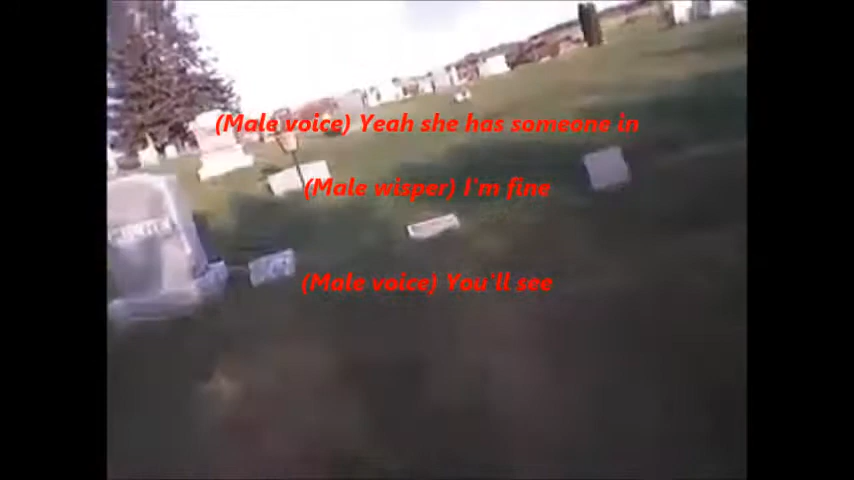 (Male voice) Yeah she has someone in
(Male wisper) I'm fine
(Male voice) You'll see